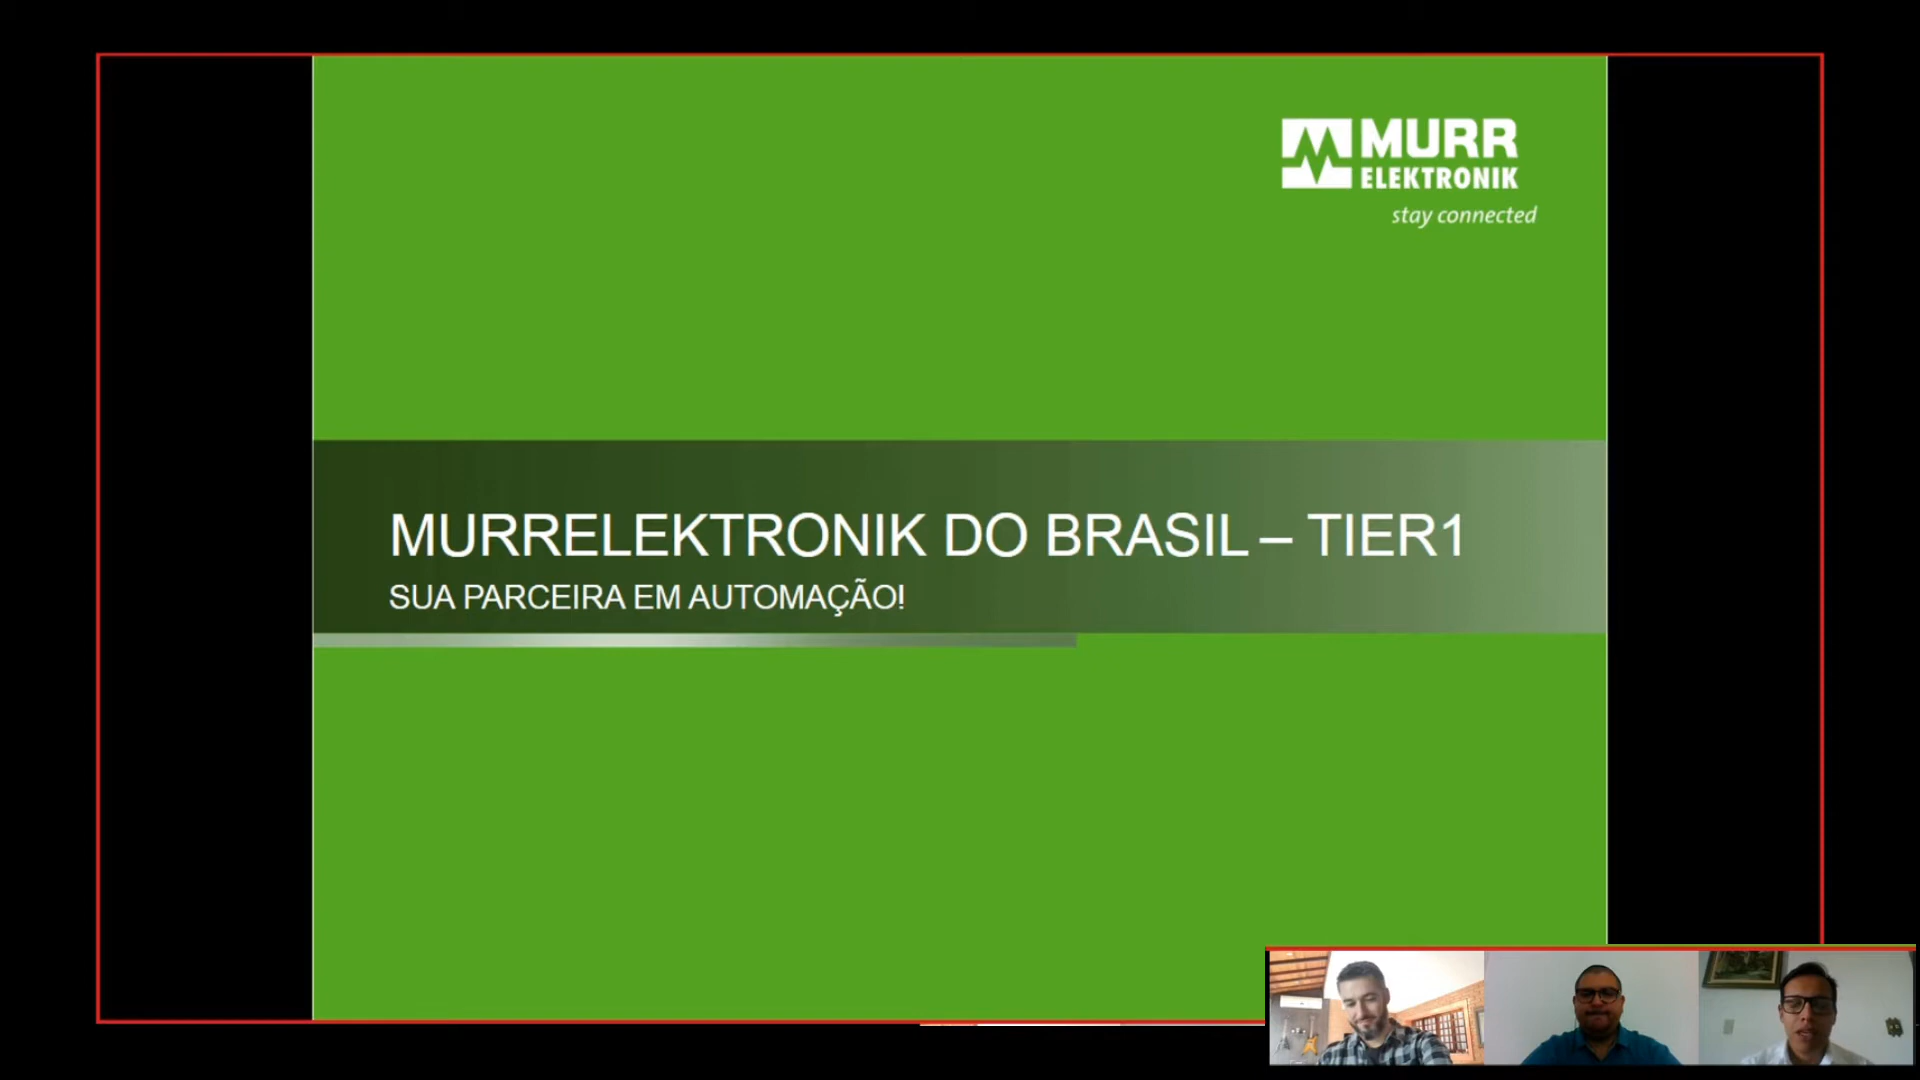 MURR
ELEKTRONIK
stay connected
MURRELEKTRONIK DO BRASIL – TIER1
SUA PARCEIRA EM AUTOMAÇÃO!